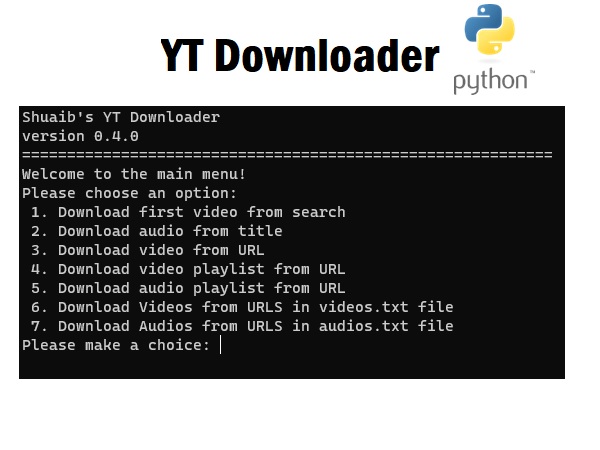 YT Downloader
python™
Shuaib's YT Downloader
version 0.4.0
===========================================================
Welcome to the main menu!
Please choose an option:
 1. Download first video from search
 2. Download audio from title
 3. Download video from URL
 4. Download video playlist from URL
 5. Download audio playlist from URL
 6. Download Videos from URLS in videos.txt file
 7. Download Audios from URLS in audios.txt file
Please make a choice: